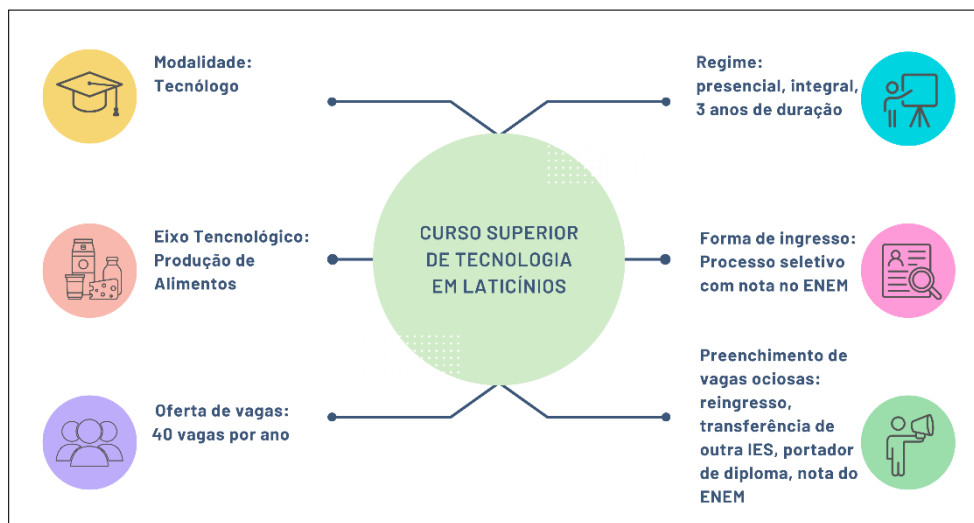 Modalidade:
Tecnólogo
Eixo Tencnológico:
Produção de
Alimentos
Oferta de vagas:
40 vagas por ano
CURSO SUPERIOR
DE TECNOLOGIA
EM LATICÍNIOS
Regime:
presencial, integral,
3 anos de duração
Forma de ingresso:
Processo seletivo
com nota no ENEM
Preenchimento de
vagas ociosas:
reingresso,
transferência de
outra IES, portador
de diploma, nota do
ENEM